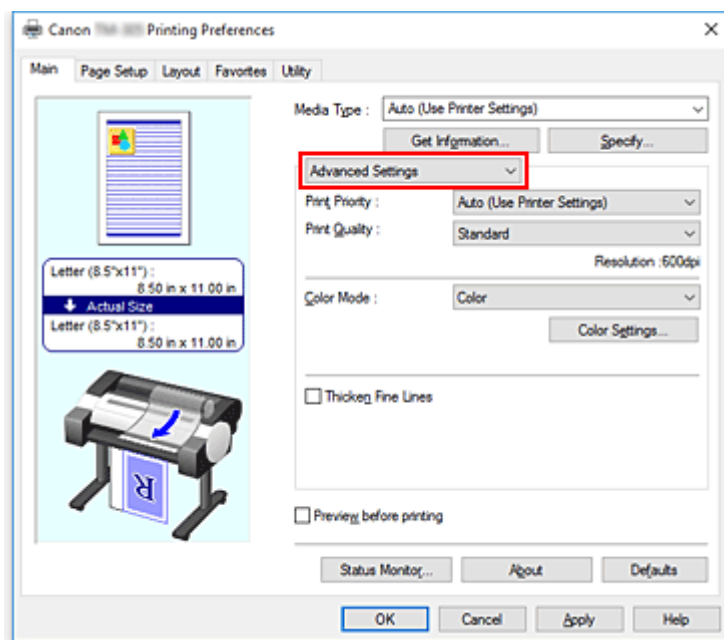 Canon Printing Preferences
Main Page Setup Layout Favorites Utility
Media Type : Auto (Use Printer Settings)
Get Information... Specify...
Advanced Settings
Print Priority : Auto (Use Printer Settings)
Print Quality : Standard
Resolution :600dpi
Letter (8.5"x11") :
8.50 in x 11.00 in
Actual Size
Letter (8.5"x11") :
8.50 in x 11.00 in
Color Mode : Color
Color Settings...
Thicken Fine Lines
R
Preview before printing
Status Monitor... About Defaults
OK Cancel Apply Help